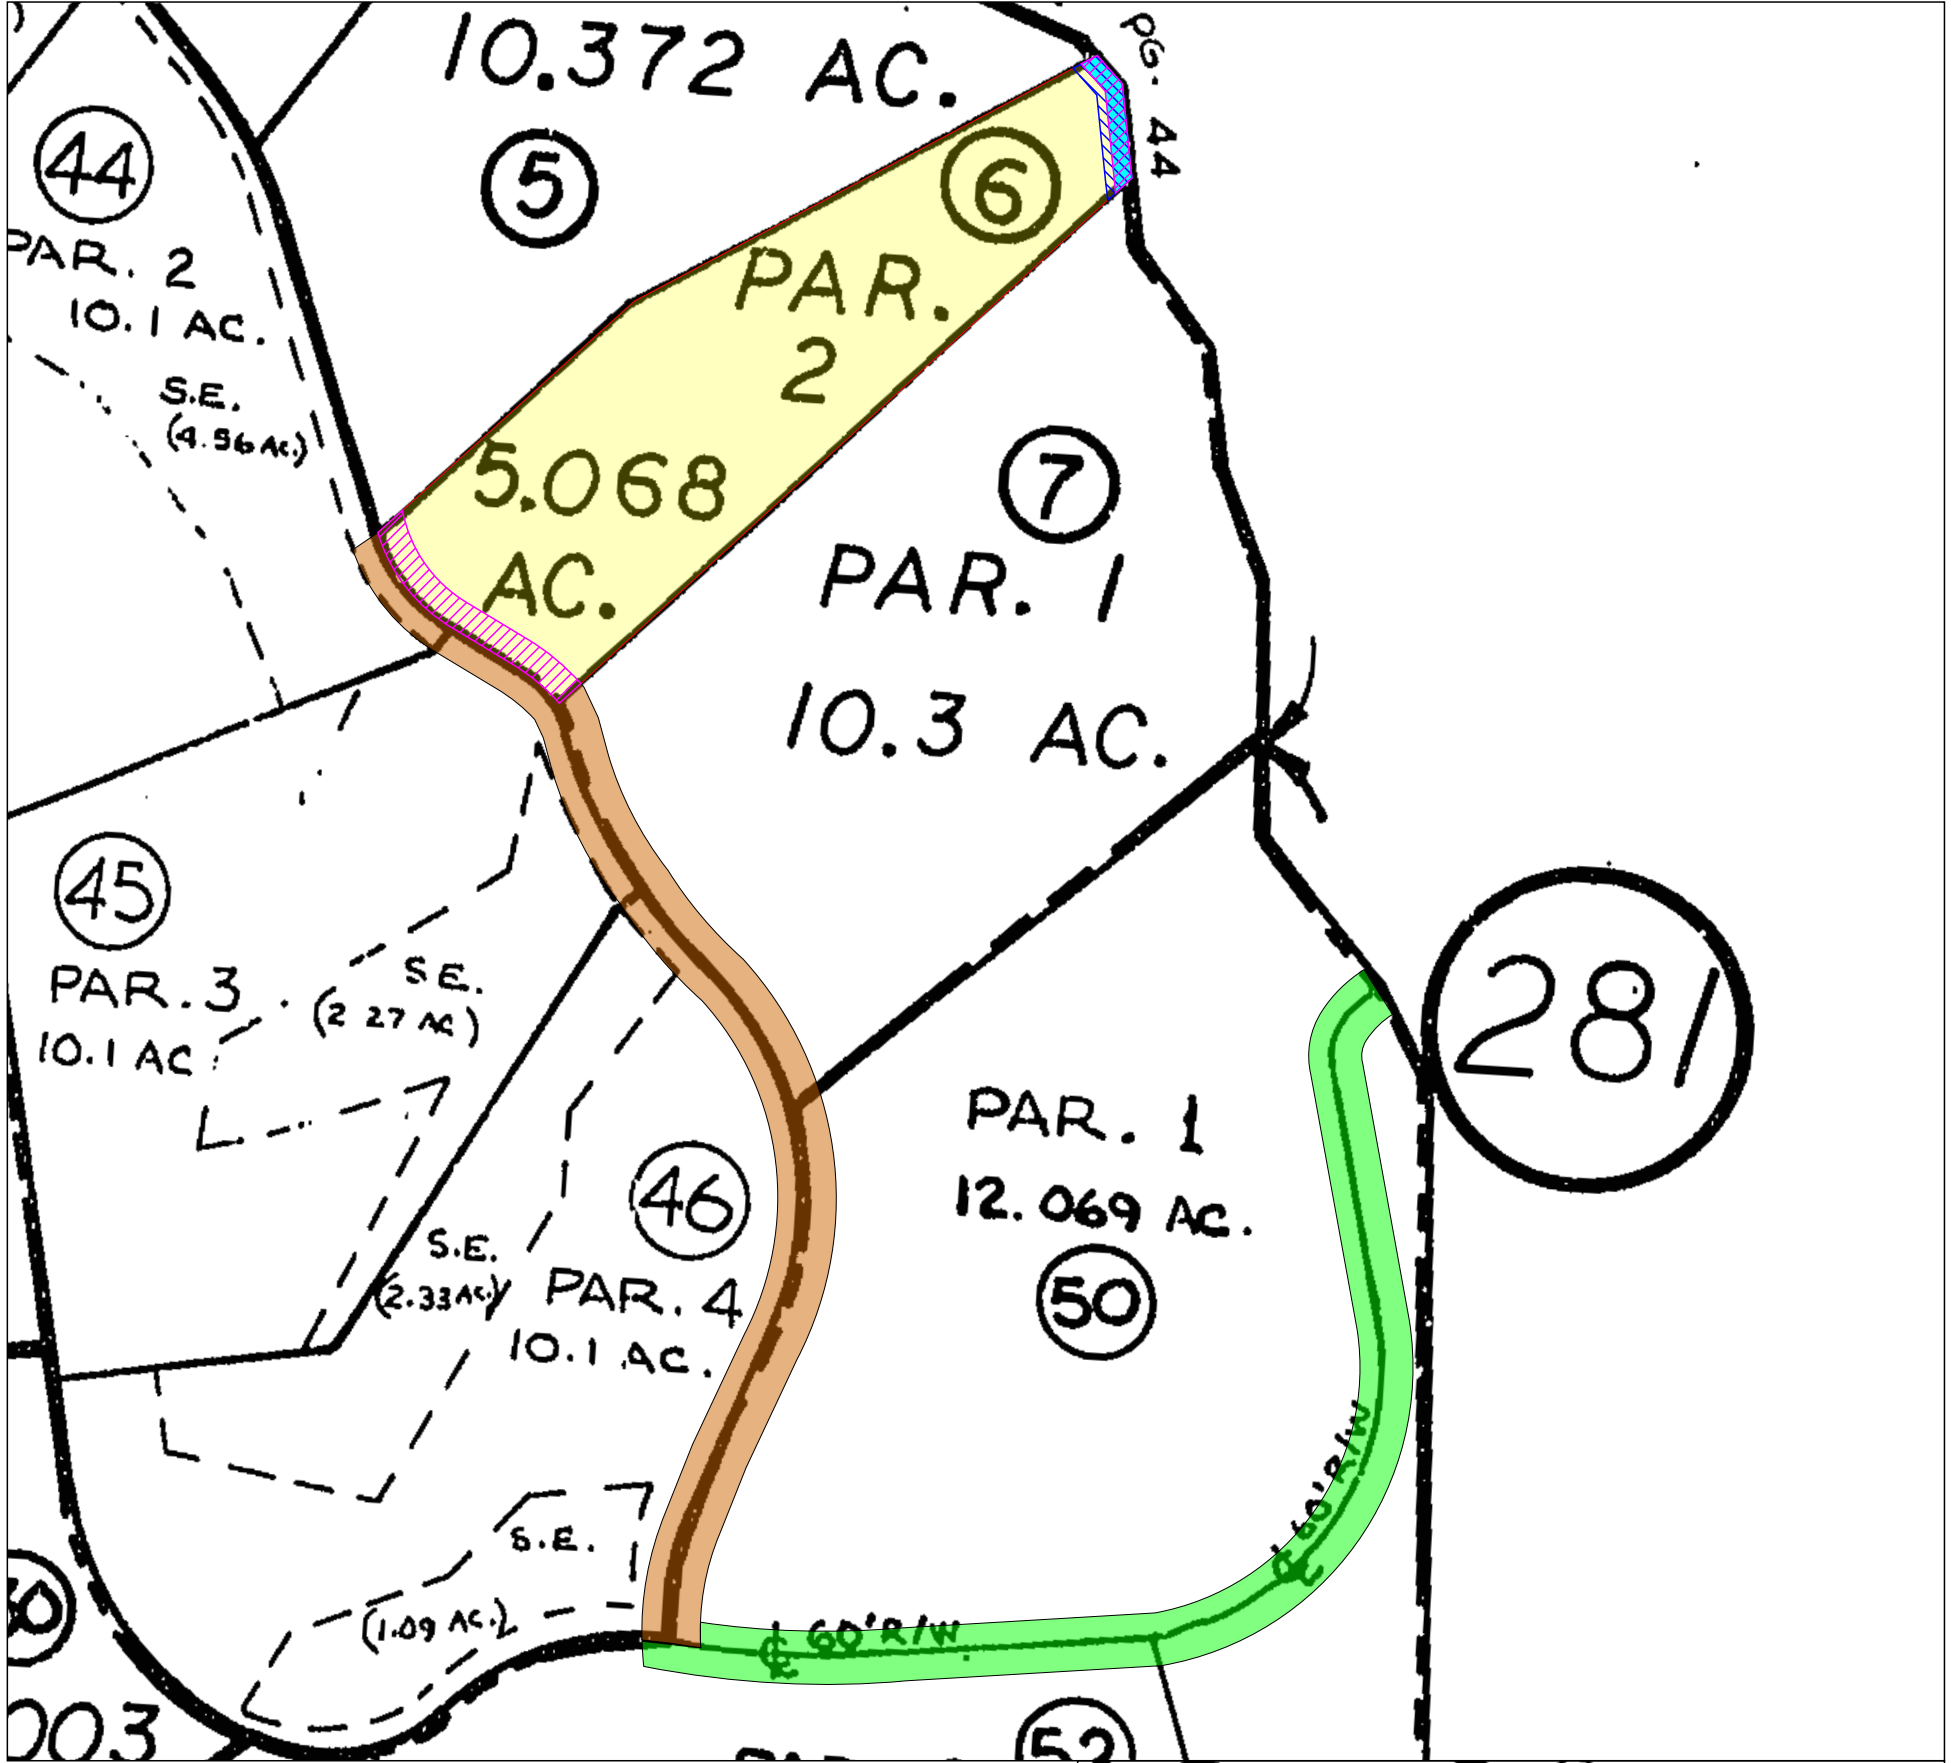 10.372 AC.
PG. 44
44
5
6
PAR. 2
10.1 AC.
S.E.
(4.56 AC.)
PAR.
2
5.068
AC.
7
PAR. 1
10.3 AC.
45
PAR. 3
10.1 AC
S.E.
(2.27 AC)
281
PAR. 1
12.069 AC.
50
46
S.E.
(2.33 AC.)
PAR. 4
10.1 AC.
S.E.
(1.09 AC.)
℄ 60' R/W
℄ 60' R/W
003
52